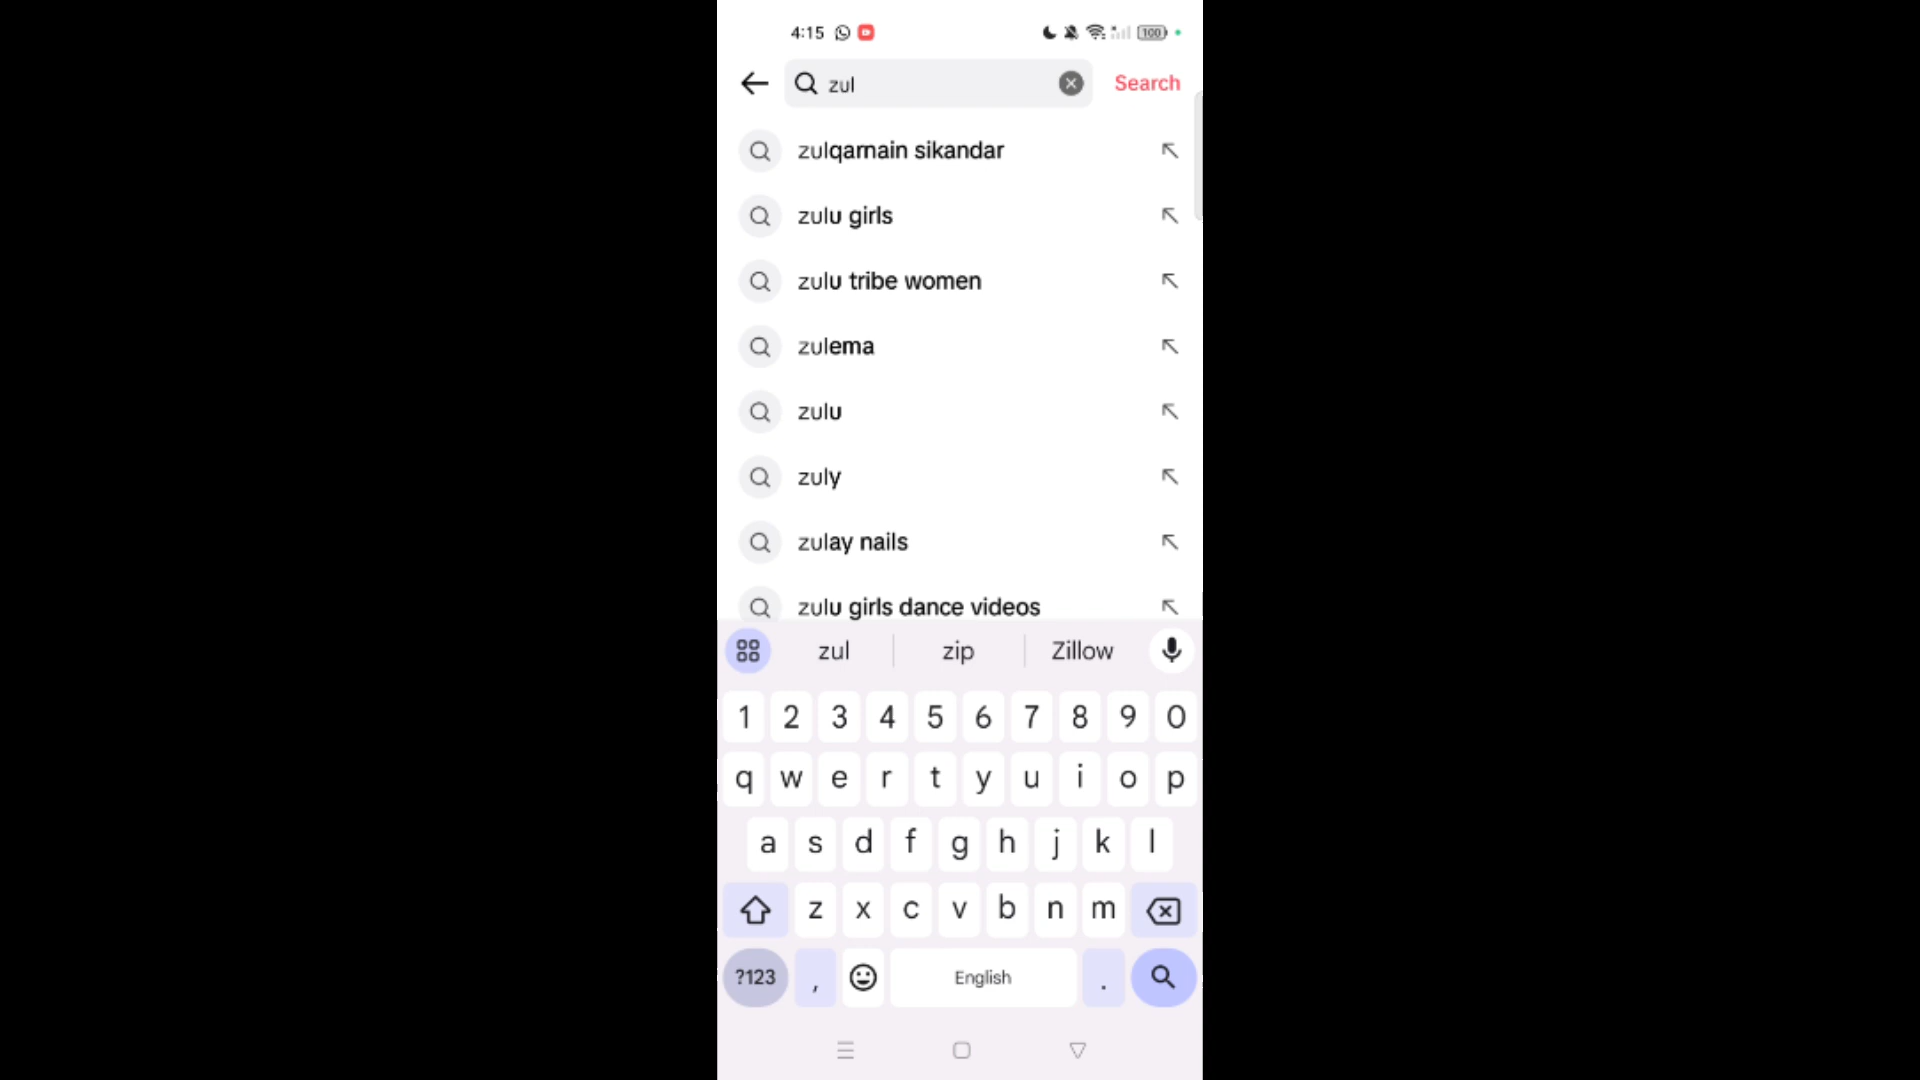 4:15 100
zul Search
zulqarnain sikandar
zulu girls
zulu tribe women
zulema
zulu
zuly
zulay nails
zulu girls dance videos
zul zip Zillow
1 2 3 4 5 6 7 8 9 0
q w e r t y u i o p
a s d f g h j k l
z x c v b n m
?123 , English .